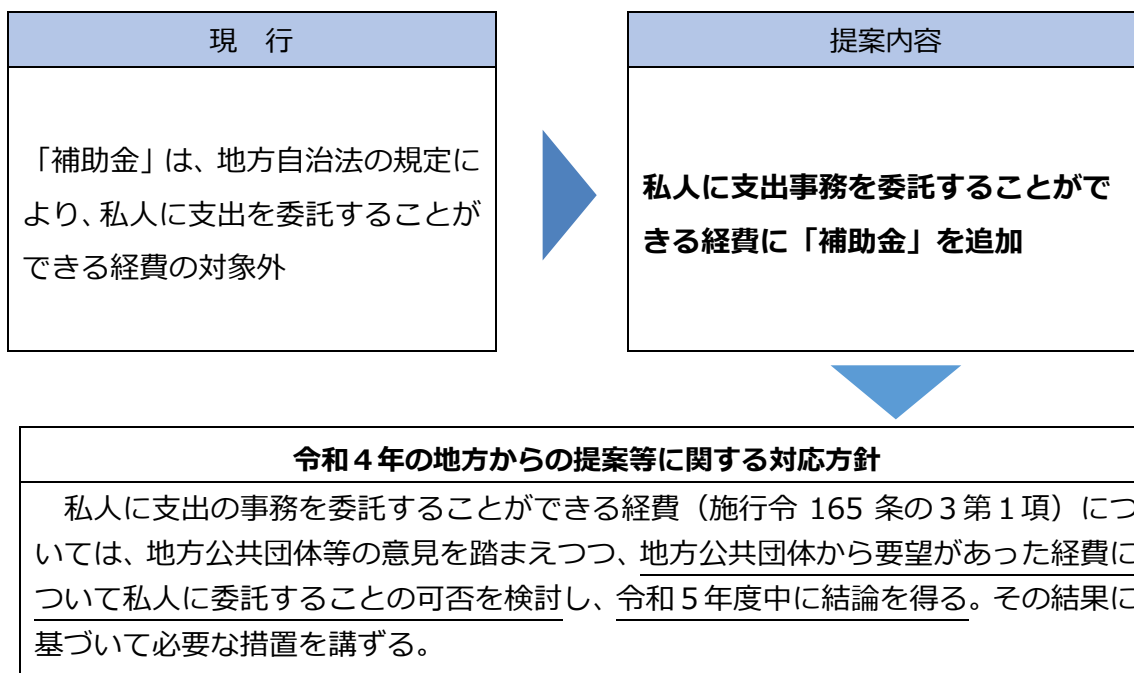 現　行
「補助金」は、地方自治法の規定に
より、私人に支出を委託することが
できる経費の対象外
提案内容
私人に支出事務を委託することがで
きる経費に「補助金」を追加
令和４年の地方からの提案等に関する対応方針
　私人に支出の事務を委託することができる経費（施行令 165 条の３第１項）につ
いては、地方公共団体等の意見を踏まえつつ、地方公共団体から要望があった経費に
ついて私人に委託することの可否を検討し、令和５年度中に結論を得る。その結果に
基づいて必要な措置を講ずる。